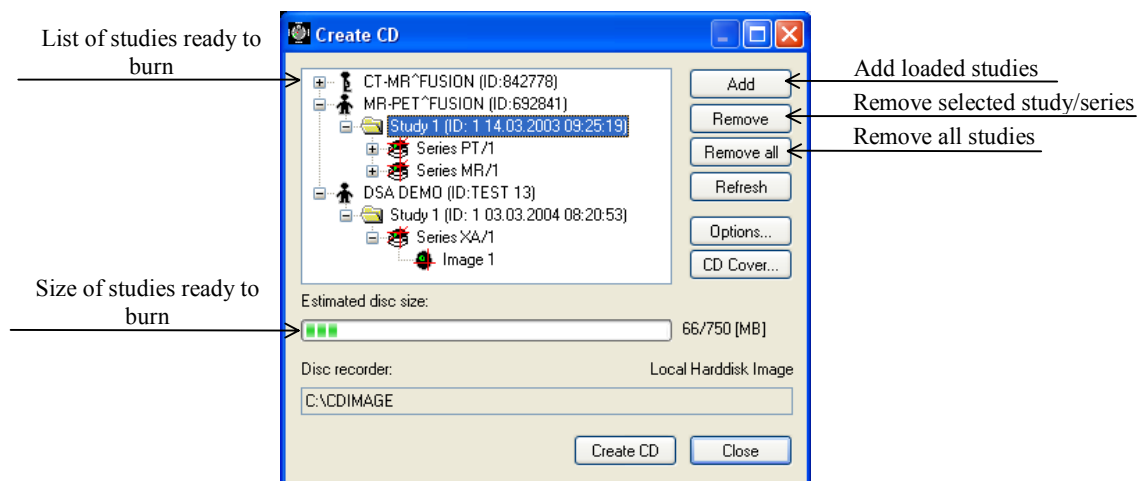 List of studies ready to
burn
Create CD
CT-MR^FUSION (ID:842778)
MR-PET^FUSION (ID:692841)
Study 1 (ID: 1 14.03.2003 09:25:19)
Series PT/1
Series MR/1
DSA DEMO (ID:TEST 13)
Study 1 (ID: 1 03.03.2004 08:20:53)
Series XA/1
Image 1
Add
Remove
Remove all
Refresh
Options...
CD Cover...
Add loaded studies
Remove selected study/series
Remove all studies
Size of studies ready to
burn
Estimated disc size:
66/750 [MB]
Disc recorder:
Local Harddisk Image
C:\CDIMAGE
Create CD
Close